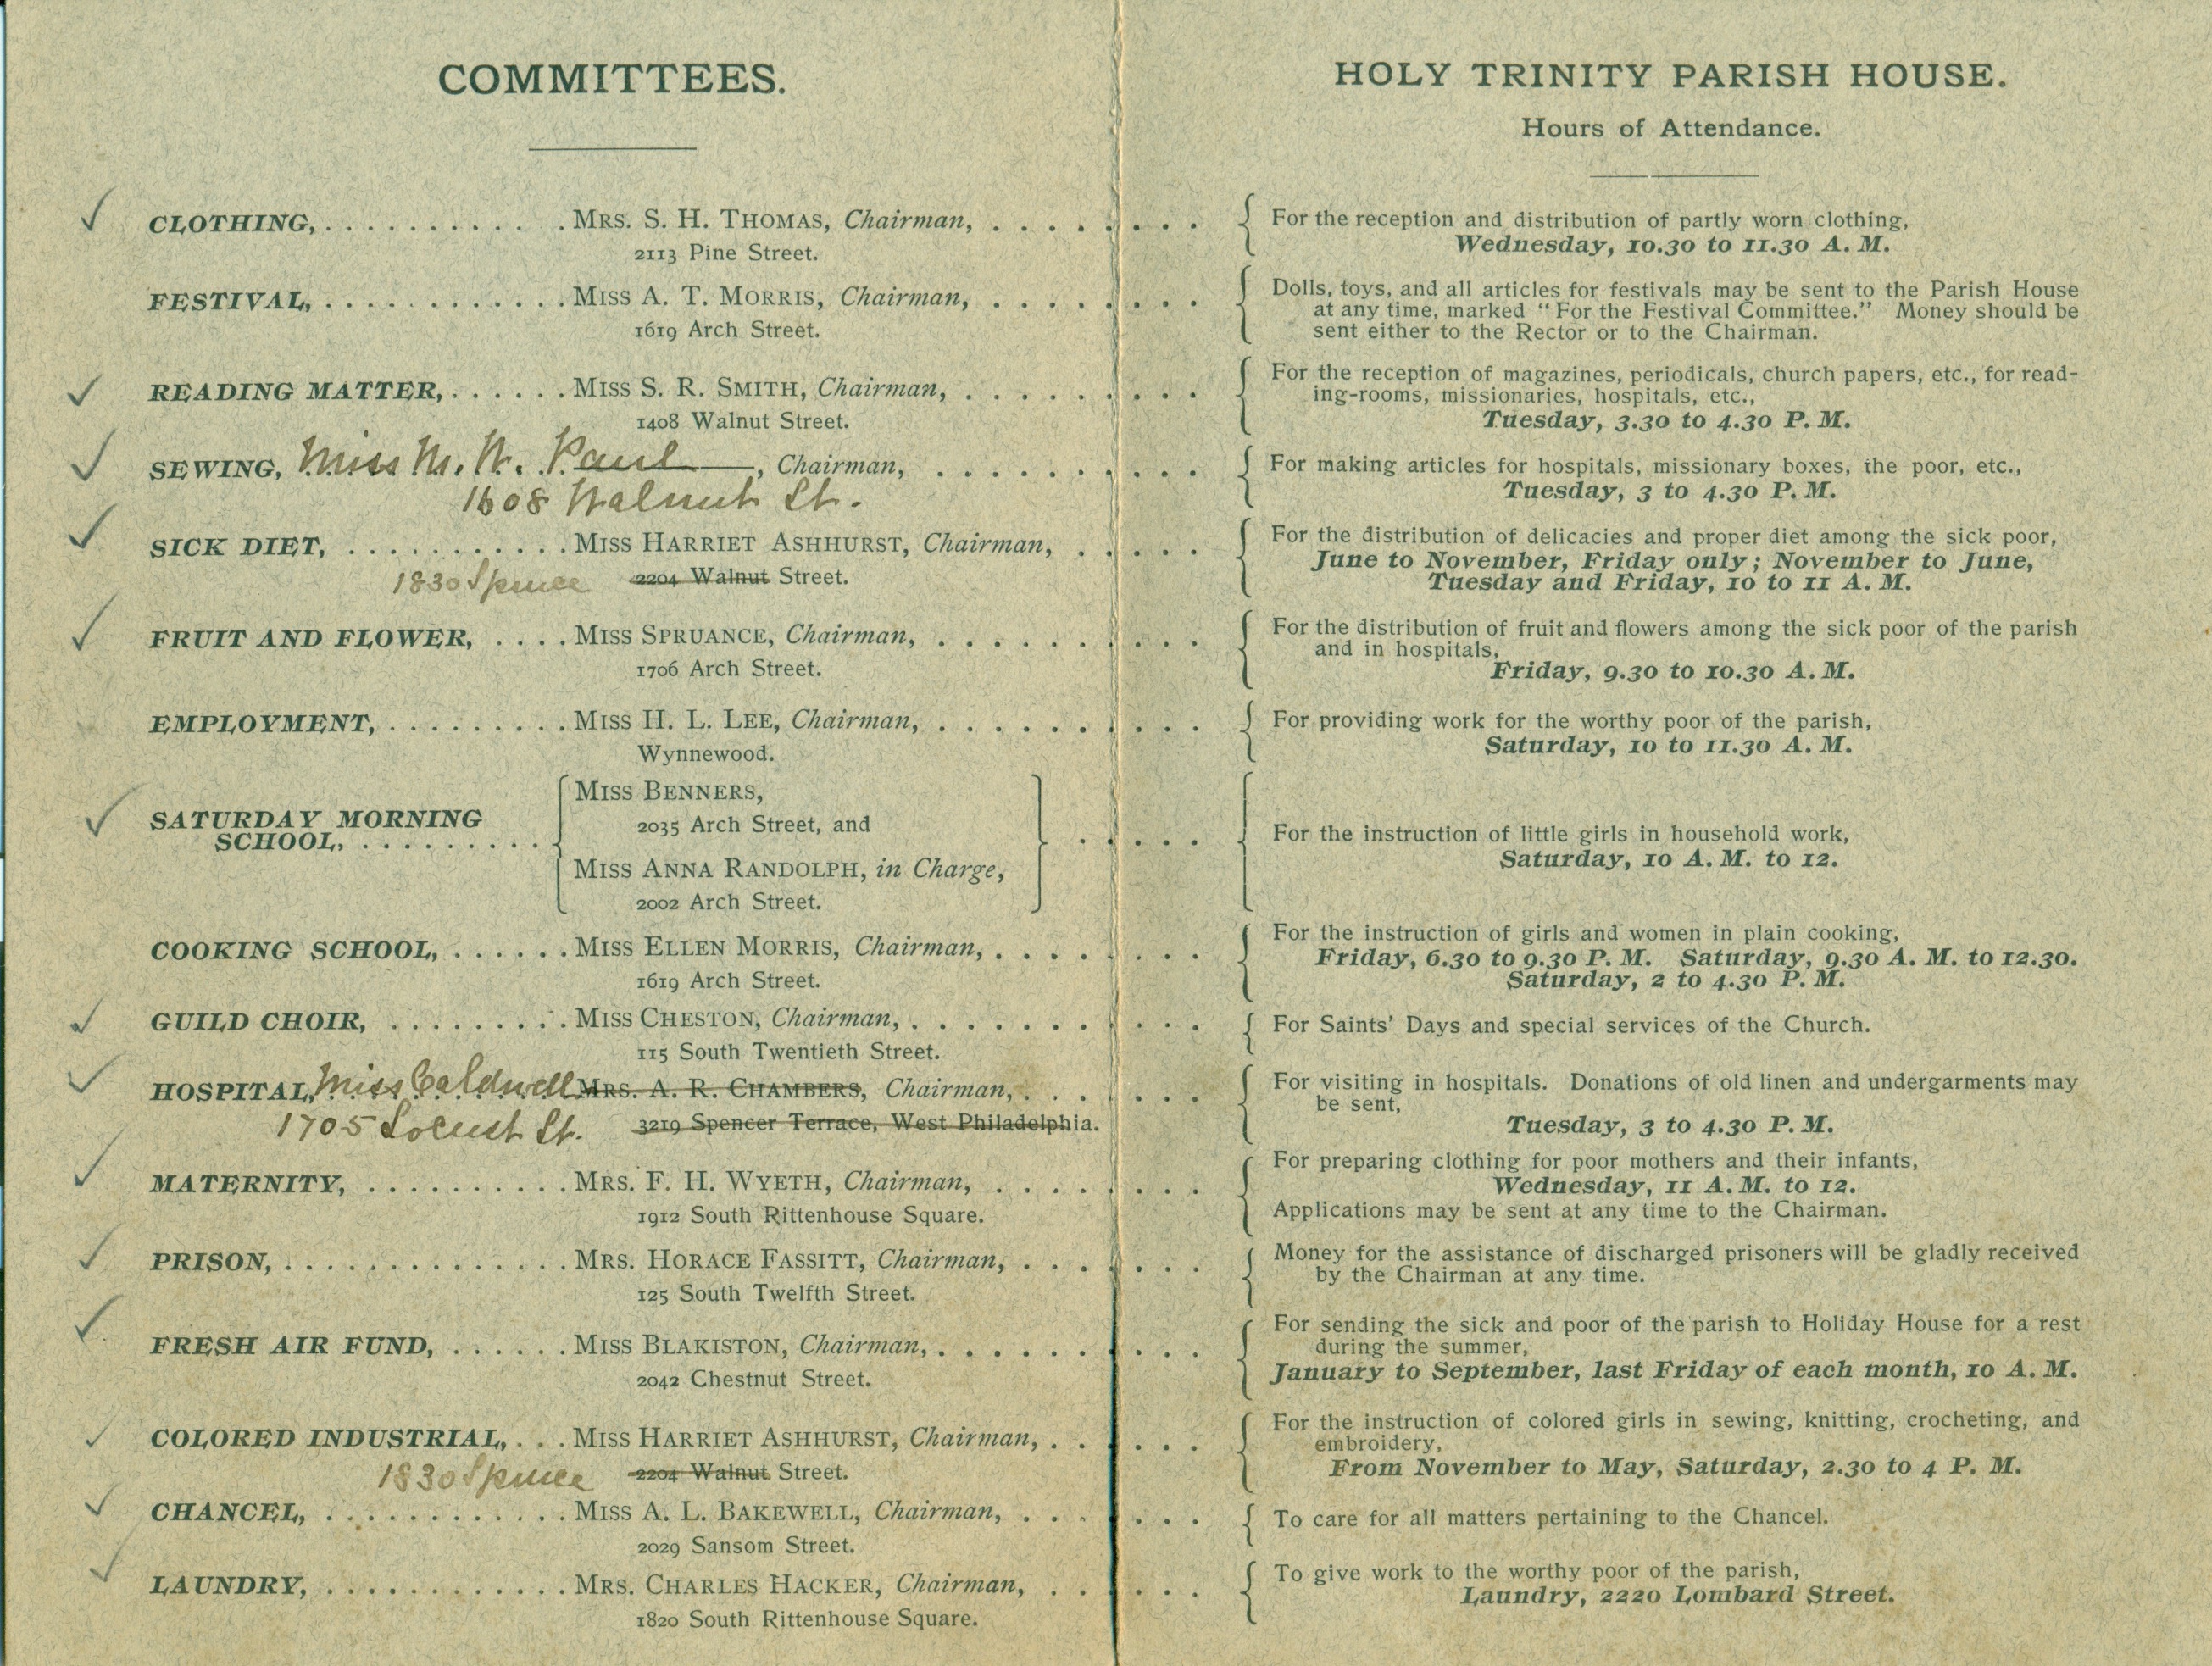 COMMITTEES.
✓ CLOTHING, . . . . . . . . . . . . MRS. S. H. THOMAS, Chairman, . . . . . . . .
2113 Pine Street.
FESTIVAL, . . . . . . . . . . . . MISS A. T. MORRIS, Chairman, . . . . . . . .
1619 Arch Street.
✓ READING MATTER, . . . . . . MISS S. R. SMITH, Chairman, . . . . . . . . .
1408 Walnut Street.
✓ SEWING, Miss M. W. Paul, Chairman, . . . . . . . . . .
1608 Walnut St.
✓ SICK DIET, . . . . . . . . . . . MISS HARRIET ASHHURST, Chairman, . . . . .
1830 Spruce 2204 Walnut Street.
✓ FRUIT AND FLOWER, . . . . MISS SPRUANCE, Chairman, . . . . . . . . . .
1706 Arch Street.
EMPLOYMENT, . . . . . . . . . MISS H. L. LEE, Chairman, . . . . . . . . . .
Wynnewood.
MISS BENNERS,
✓ SATURDAY MORNING 2035 Arch Street, and
SCHOOL, . . . . . . . . . . . . . .
MISS ANNA RANDOLPH, in Charge,
2002 Arch Street.
COOKING SCHOOL, . . . . . . MISS ELLEN MORRIS, Chairman, . . . . . . . .
1619 Arch Street.
✓ GUILD CHOIR, . . . . . . . . . MISS CHESTON, Chairman, . . . . . . . . . . .
115 South Twentieth Street.
✓ HOSPITAL, Miss Caldwell MRS. A. R. CHAMBERS, Chairman, . . . . . . .
1705 Locust St. 3219 Spencer Terrace, West Philadelphia.
✓ MATERNITY, . . . . . . . . . . MRS. F. H. WYETH, Chairman, . . . . . . . .
1912 South Rittenhouse Square.
✓ PRISON, . . . . . . . . . . . . . . MRS. HORACE FASSITT, Chairman, . . . . . . .
125 South Twelfth Street.
✓ FRESH AIR FUND, . . . . . . MISS BLAKISTON, Chairman, . . . . . . . . . .
2042 Chestnut Street.
✓ COLORED INDUSTRIAL, . . . MISS HARRIET ASHHURST, Chairman, . . . . . .
1830 Spruce 2204 Walnut Street.
✓ CHANCEL, . . . . . . . . . . . . MISS A. L. BAKEWELL, Chairman, . . . . . . .
2029 Sansom Street.
✓ LAUNDRY, . . . . . . . . . . . . MRS. CHARLES HACKER, Chairman, . . . . . .
1820 South Rittenhouse Square.
HOLY TRINITY PARISH HOUSE.
Hours of Attendance.
For the reception and distribution of partly worn clothing,
Wednesday, 10.30 to 11.30 A. M.
Dolls, toys, and all articles for festivals may be sent to the Parish House
at any time, marked "For the Festival Committee." Money should be
sent either to the Rector or to the Chairman.
For the reception of magazines, periodicals, church papers, etc., for read-
ing-rooms, missionaries, hospitals, etc.,
Tuesday, 3.30 to 4.30 P. M.
For making articles for hospitals, missionary boxes, the poor, etc.,
Tuesday, 3 to 4.30 P. M.
For the distribution of delicacies and proper diet among the sick poor,
June to November, Friday only; November to June,
Tuesday and Friday, 10 to 11 A. M.
For the distribution of fruit and flowers among the sick poor of the parish
and in hospitals,
Friday, 9.30 to 10.30 A. M.
For providing work for the worthy poor of the parish,
Saturday, 10 to 11.30 A. M.
For the instruction of little girls in household work,
Saturday, 10 A. M. to 12.
For the instruction of girls and women in plain cooking,
Friday, 6.30 to 9.30 P. M. Saturday, 9.30 A. M. to 12.30.
Saturday, 2 to 4.30 P. M.
For Saints' Days and special services of the Church.
For visiting in hospitals. Donations of old linen and undergarments may
be sent,
Tuesday, 3 to 4.30 P. M.
For preparing clothing for poor mothers and their infants,
Wednesday, 11 A. M. to 12.
Applications may be sent at any time to the Chairman.
Money for the assistance of discharged prisoners will be gladly received
by the Chairman at any time.
For sending the sick and poor of the parish to Holiday House for a rest
during the summer,
January to September, last Friday of each month, 10 A. M.
For the instruction of colored girls in sewing, knitting, crocheting, and
embroidery,
From November to May, Saturday, 2.30 to 4 P. M.
To care for all matters pertaining to the Chancel.
To give work to the worthy poor of the parish,
Laundry, 2220 Lombard Street.